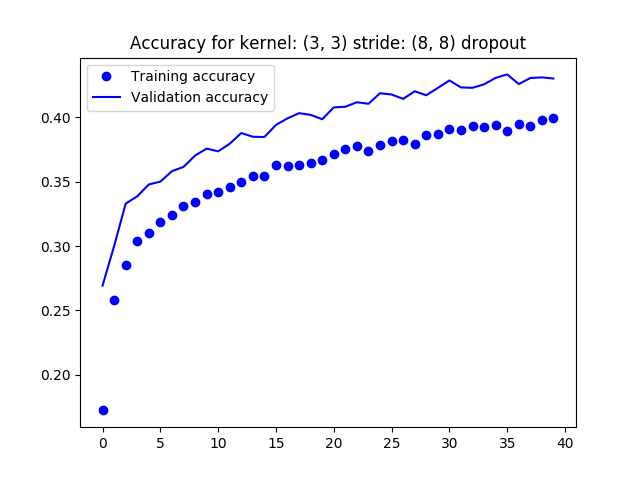 Accuracy for kernel: (3, 3) stride: (8, 8) dropout
Training accuracy
Validation accuracy
0.40
0.35
0.30
0.25
0.20
0 5 10 15 20 25 30 35 40